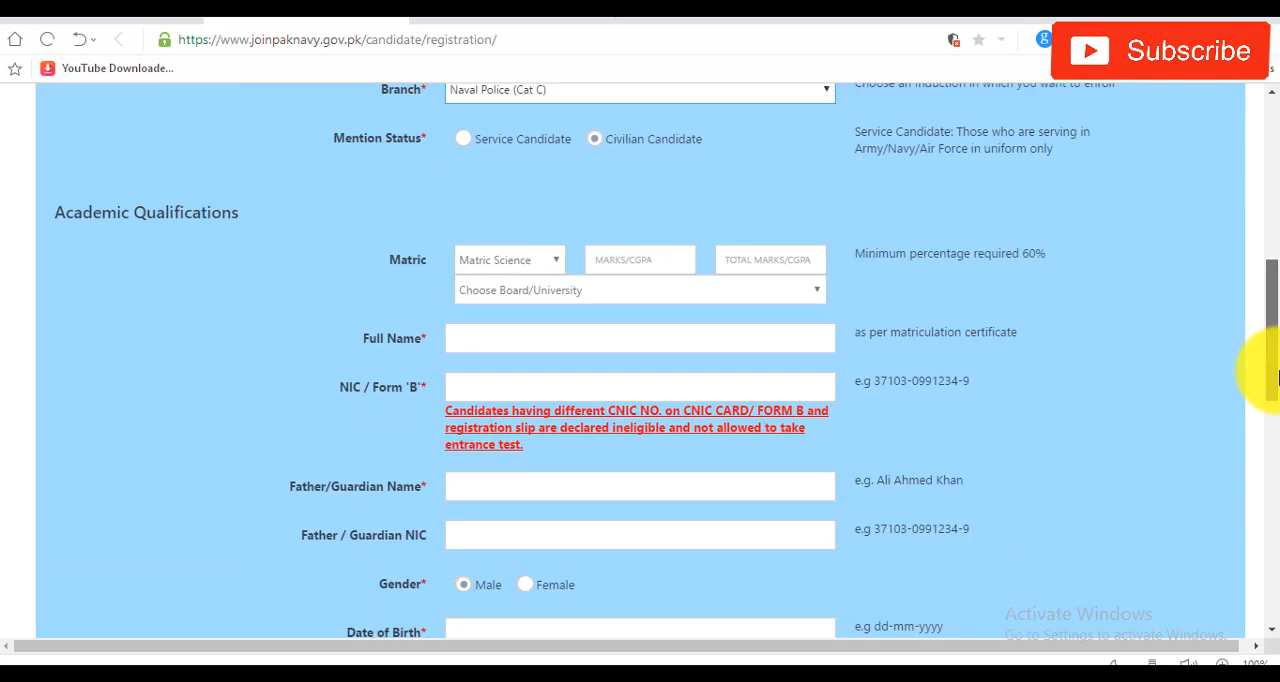 https://www.joinpaknavy.gov.pk/candidate/registration/
Subscribe
YouTube Downloade...
Branch*
Naval Police (Cat C)
Choose an induction in which you want to enroll
Mention Status*
Service Candidate
Civilian Candidate
Service Candidate: Those who are serving in
Army/Navy/Air Force in uniform only
Academic Qualifications
Matric
Matric Science
MARKS/CGPA
TOTAL MARKS/CGPA
Minimum percentage required 60%
Choose Board/University
Full Name*
as per matriculation certificate
NIC / Form 'B'*
e.g 37103-0991234-9
Candidates having different CNIC NO. on CNIC CARD/ FORM B and
registration slip are declared ineligible and not allowed to take
entrance test.
Father/Guardian Name*
e.g. Ali Ahmed Khan
Father / Guardian NIC
e.g 37103-0991234-9
Gender*
Male
Female
Date of Birth*
e.g dd-mm-yyyy
Activate Windows
Go to Settings to activate Windows.
100%